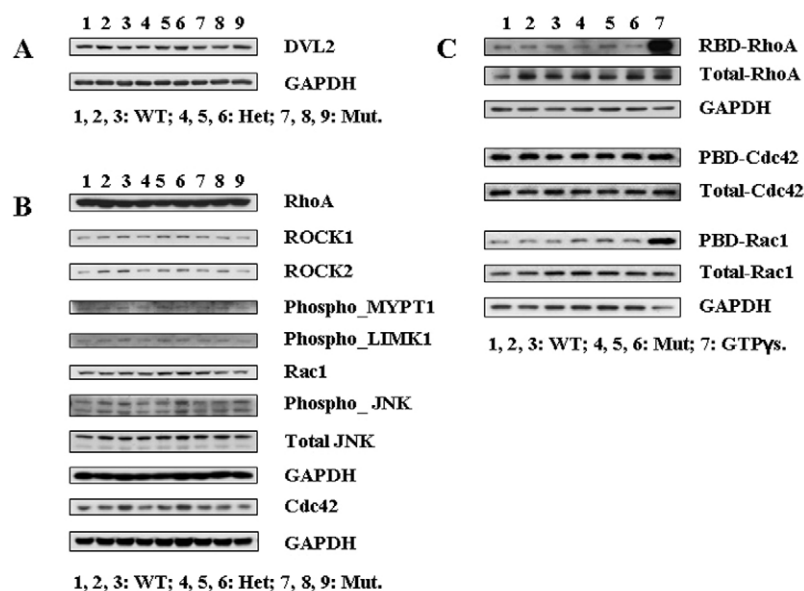 A
1 2 3 4 5 6 7 8 9
DVL2
GAPDH
1, 2, 3: WT; 4, 5, 6: Het; 7, 8, 9: Mut.
B
1 2 3 4 5 6 7 8 9
RhoA
ROCK1
ROCK2
Phospho_MYPT1
Phospho_LIMK1
Rac1
Phospho_ JNK
Total JNK
GAPDH
Cdc42
GAPDH
1, 2, 3: WT; 4, 5, 6: Het; 7, 8, 9: Mut.
C
1 2 3 4 5 6 7
RBD-RhoA
Total-RhoA
GAPDH
PBD-Cdc42
Total-Cdc42
PBD-Rac1
Total-Rac1
GAPDH
1, 2, 3: WT; 4, 5, 6: Mut; 7: GTPγs.